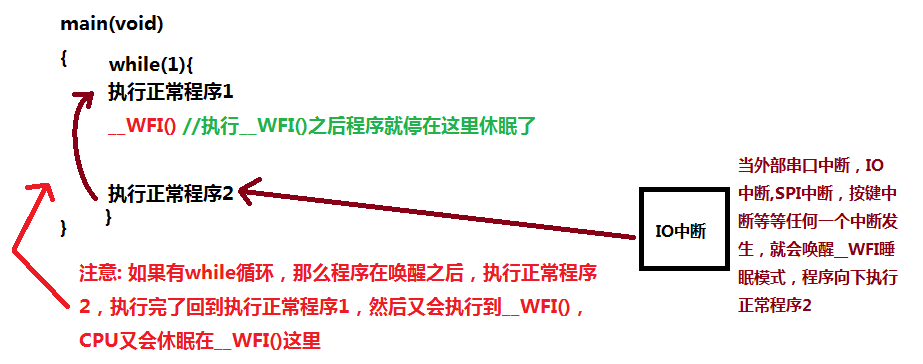 main(void)
{
while(1){
执行正常程序1
__WFI() //执行__WFI()之后程序就停在这里休眠了
执行正常程序2
}
}
IO中断
当外部串口中断，IO
中断,SPI中断，按键中
断等等任何一个中断发
生，就会唤醒__WFI睡
眠模式，程序向下执行
正常程序2
注意: 如果有while循环，那么程序在唤醒之后，执行正常程序
2，执行完了回到执行正常程序1，然后又会执行到__WFI()，
CPU又会休眠在__WFI()这里